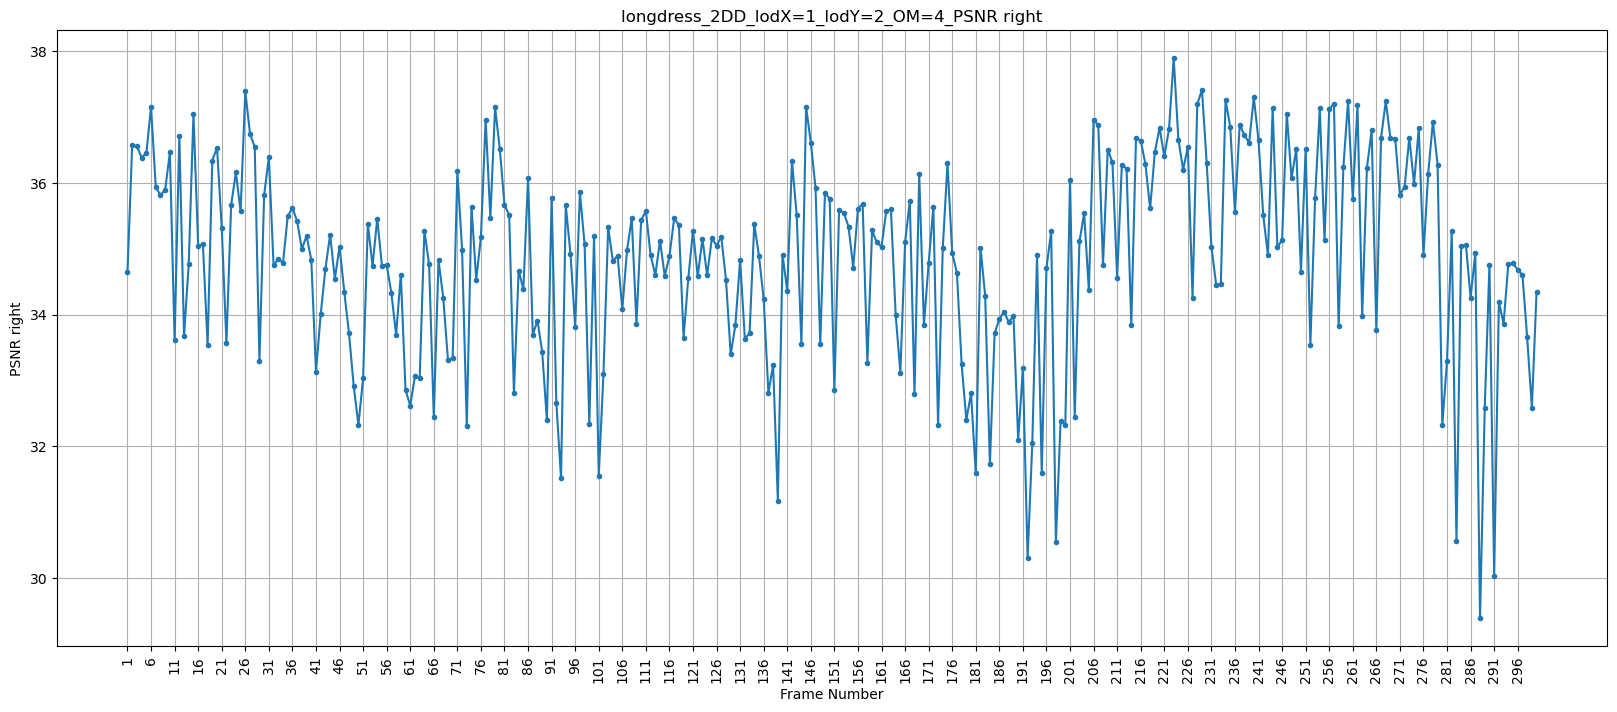 longdress_2DD_lodX=1_lodY=2_OM=4_PSNR right
38
36
34
32
30
PSNR right
1 6 11 16 21 26 31 36 41 46 51 56 61 66 71 76 81 86 91 96 101 106 111 116 121 126 131 136 141 146 151 156 161 166 171 176 181 186 191 196 201 206 211 216 221 226 231 236 241 246 251 256 261 266 271 276 281 286 291 296
Frame Number